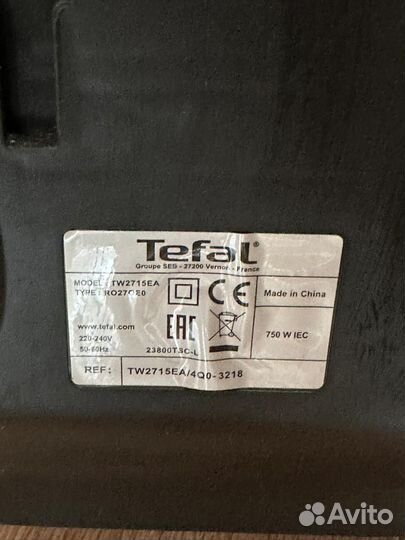 Tefal®
Groupe SEB - 27200 Vernon - France
MODEL : TW2715EA
TYPE : RO27QE0
CE
Made in China
www.tefal.com
220-240V
50-60Hz
EAC
23800TSC-L
750 W IEC
REF: TW2715EA/4Q0-3218
Avito